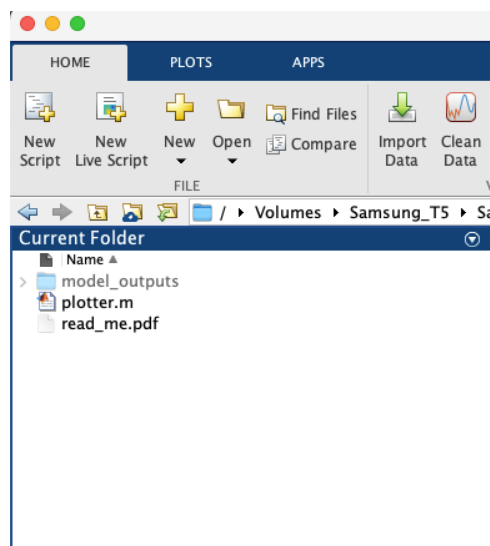 HOME PLOTS APPS
New Script
New Live Script
New
Open
Find Files
Compare
Import Data
Clean Data
FILE
/ Volumes Samsung_T5
Current Folder
Name
model_outputs
plotter.m
read_me.pdf